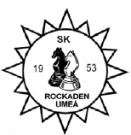 SK
19 53
ROCKADEN
UMEÅ